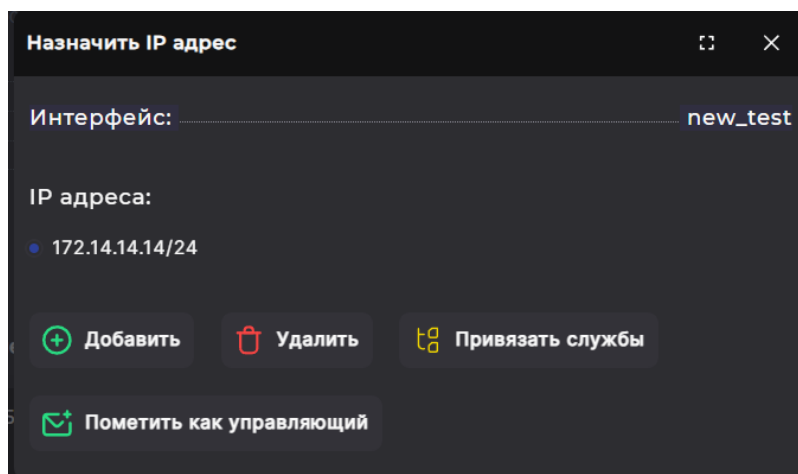 Назначить IP адрес
Интерфейс: new_test
IP адреса:
172.14.14.14/24
Добавить Удалить Привязать службы
Пометить как управляющий